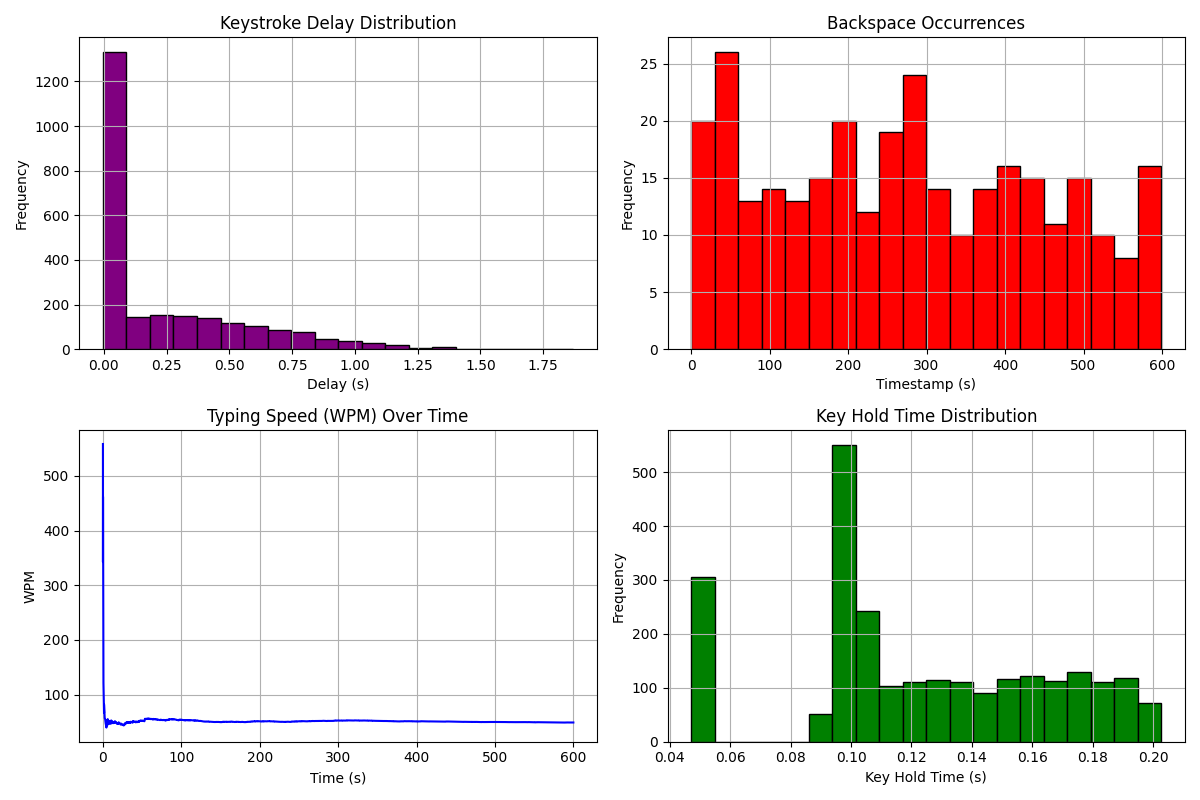 Keystroke Delay Distribution
Frequency
0
200
400
600
800
1000
1200
0.00 0.25 0.50 0.75 1.00 1.25 1.50 1.75
Delay (s)
Backspace Occurrences
Frequency
0
5
10
15
20
25
0 100 200 300 400 500 600
Timestamp (s)
Typing Speed (WPM) Over Time
WPM
100
200
300
400
500
0 100 200 300 400 500 600
Time (s)
Key Hold Time Distribution
Frequency
0
100
200
300
400
500
0.04 0.06 0.08 0.10 0.12 0.14 0.16 0.18 0.20
Key Hold Time (s)